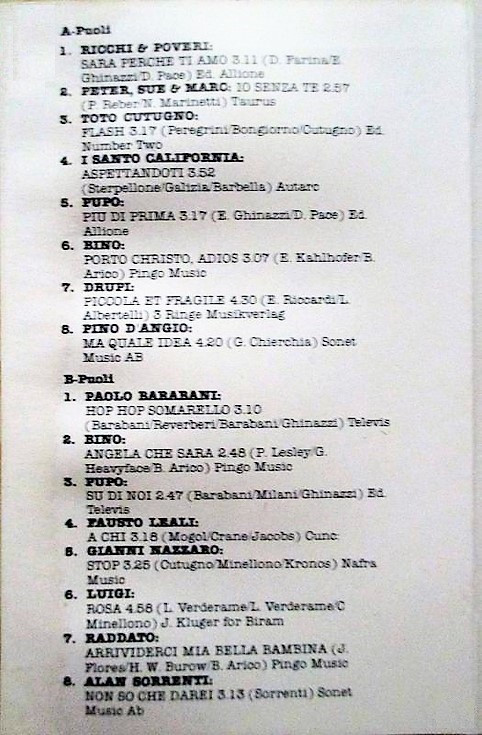 A-Puoli
1. RICCHI & POVERI:
SARA PERCHE TI AMO 3.11 (D. Farina/E.
Ghinazzi/D. Pace) Ed. Allione
2. PETER, SUE & MARC: IO SENZA TE 2.57
(P. Reber/N. Marinetti) Taurus
3. TOTO CUTUGNO:
FLASH 3.17 (Peregrini/Bongiorno/Cutugno) Ed.
Number Two
4. I SANTO CALIFORNIA:
ASPETTANDOTI 3.52
(Sterpellone/Galizia/Barbella) Autarc
5. PUPO:
PIU DI PRIMA 3.17 (E. Ghinazzi/D. Pace) Ed.
Allione
6. BINO:
PORTO CHRISTO, ADIOS 3.07 (E. Kahlhofer/B.
Arico) Pingo Music
7. DRUPI:
PICCOLA ET FRAGILE 4.30 (E. Riccardi/L.
Albertelli) 3 Ringe Musikverlag
8. PINO D'ANGIO:
MA QUALE IDEA 4.20 (G. Chierchia) Sonet
Music AB
B-Puoli
1. PAOLO BARABANI:
HOP HOP SOMARELLO 3.10
(Barabani/Reverberi/Barabani/Ghinazzi) Televis
2. BINO:
ANGELA CHE SARA 2.48 (P. Lesley/G.
Heavyface/B. Arico) Pingo Music
3. PUPO:
SU DI NOI 2.47 (Barabani/Milani/Ghinazzi) Ed.
Televis
4. FAUSTO LEALI:
A CHI 3.18 (Mogol/Crane/Jacobs) Curc:
5. GIANNI NAZZARO:
STOP 3.25 (Cutugno/Minellono/Kronos) Nafra
Music
6. LUIGI:
ROSA 4.58 (L. Verderame/L. Verderame/C
Minellono) J. Kluger for Biram
7. RADDATO:
ARRIVIDERCI MIA BELLA BAMBINA (J.
Flores/H. W. Burow/B. Arico) Pingo Music
8. ALAN SORRENTI:
NON SO CHE DAREI 3.13 (Sorrenti) Sonet
Music Ab